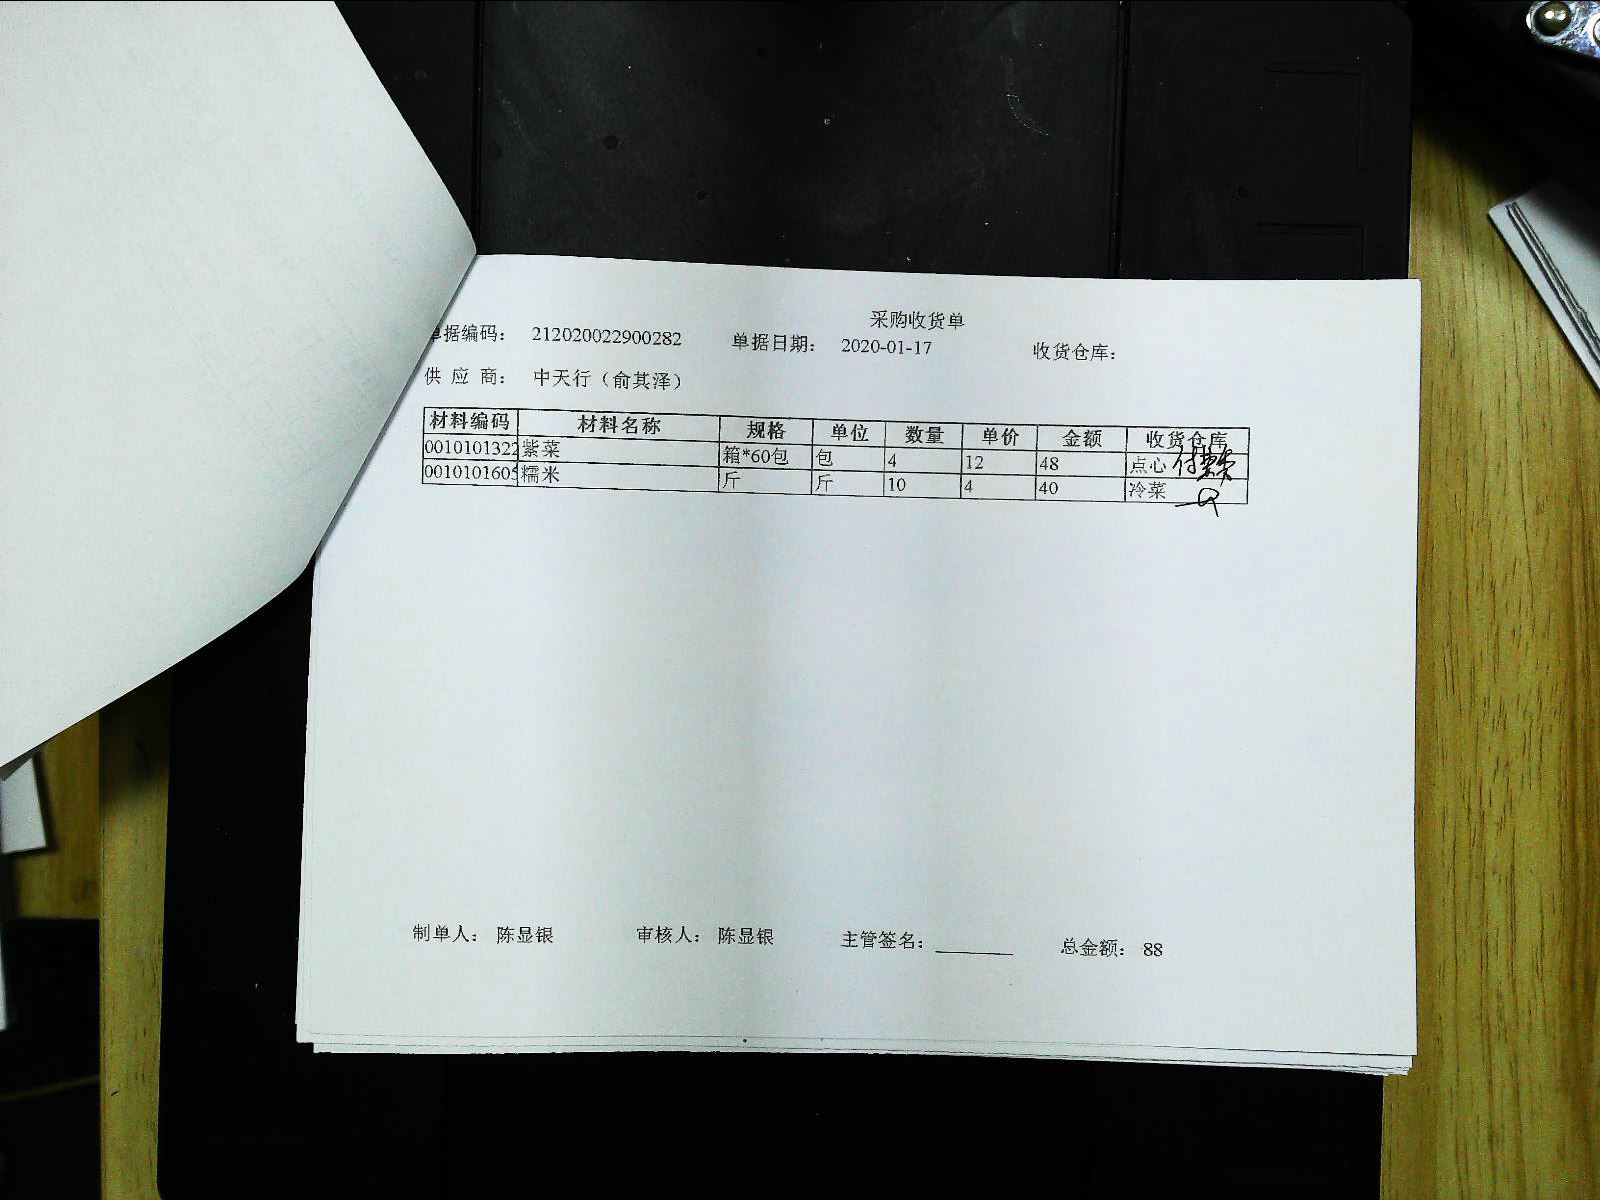 采购收货单
单据编码： 212020022900282 单据日期： 2020-01-17 收货仓库：
供 应 商： 中天行（俞其泽）
材料编码 材料名称 规格 单位 数量 单价 金额 收货仓库
0010101322 紫菜 箱*60包 包 4 12 48 点心
0010101605 糯米 斤 斤 10 4 40 冷菜
制单人： 陈显银 审核人： 陈显银 主管签名： 总金额： 88